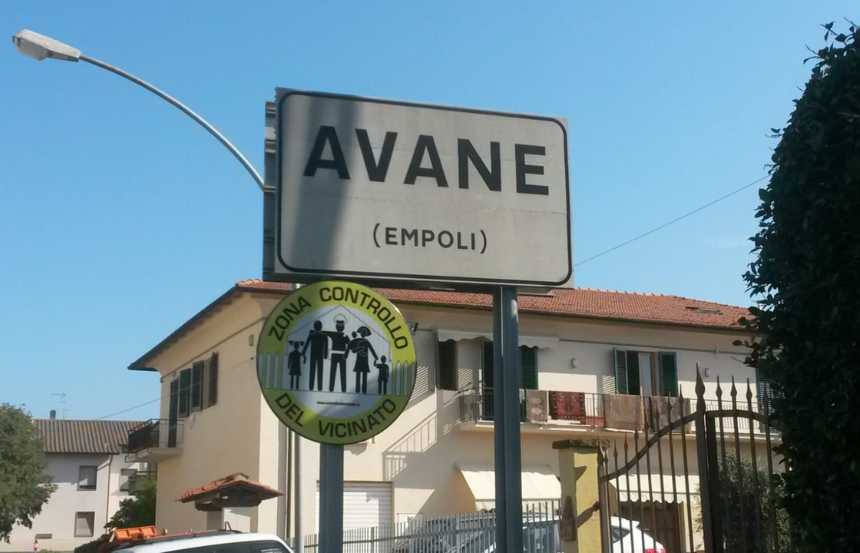 AVANE
(EMPOLI)
ZONA CONTROLLO
DEL VICINATO